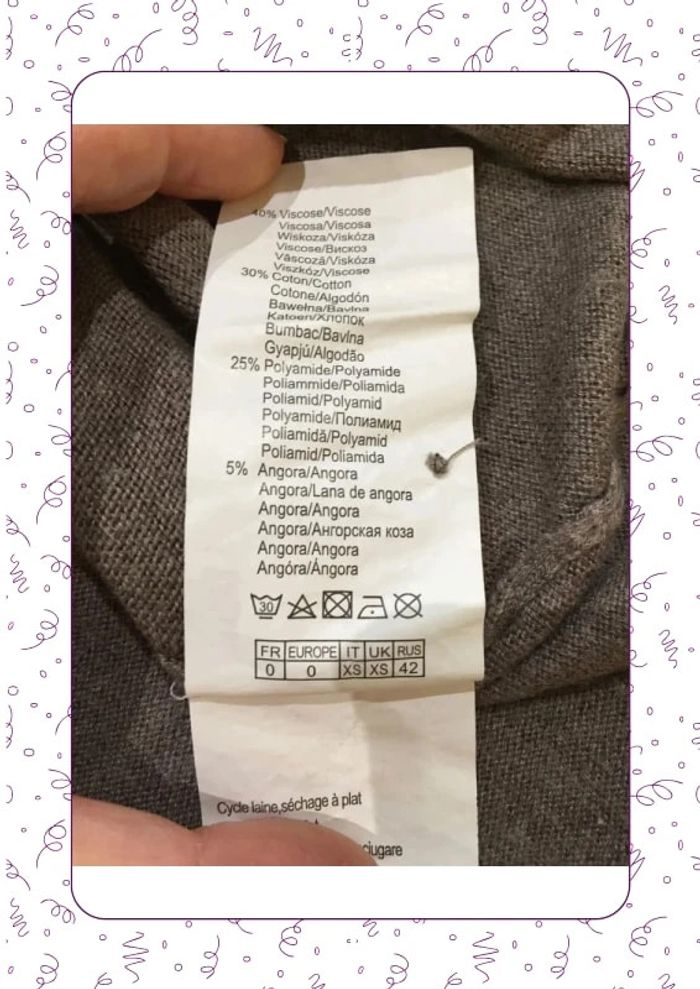 40% Viscose/Viscose
Viscosa/Viscosa
Wiskoza/Viskóza
Viscose/Вискоз
Vâscoză/Viskóza
Viszkóz/Viscose
30% Coton/Cotton
Cotone/Algodón
Bawełna/Bavlna
Katoen/Хлопок
Bumbac/Bavlna
Gyapjú/Algodão
25% Polyamide/Polyamide
Poliammide/Poliamida
Poliamid/Polyamid
Polyamide/Полиамид
Poliamidă/Polyamid
Poliamid/Poliamida
5% Angora/Angora
Angora/Lana de angora
Angora/Angora
Angora/Ангорская коза
Angora/Angora
Angóra/Ángora
30
FR EUROPE IT UK RUS
0 0 XS XS 42
Cycle laine,séchage à plat